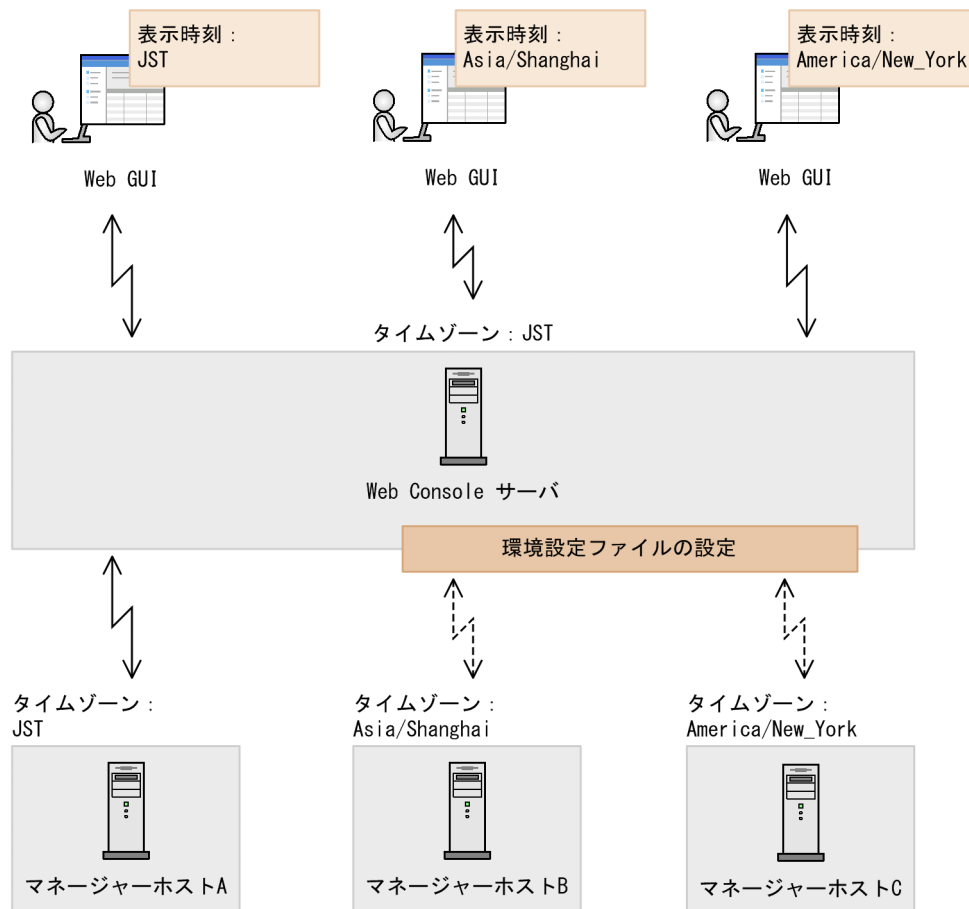 表示時刻：
JST
表示時刻：
Asia/Shanghai
表示時刻：
America/New_York
Web GUI
Web GUI
Web GUI
タイムゾーン：JST
Web Console サーバ
環境設定ファイルの設定
タイムゾーン：
JST
タイムゾーン：
Asia/Shanghai
タイムゾーン：
America/New_York
マネージャーホストA
マネージャーホストB
マネージャーホストC